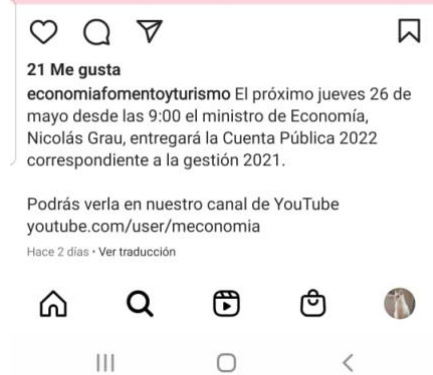 21 Me gusta
economiafomentoyturismo El próximo jueves 26 de
mayo desde las 9:00 el ministro de Economía,
Nicolás Grau, entregará la Cuenta Pública 2022
correspondiente a la gestión 2021.
Podrás verla en nuestro canal de YouTube
youtube.com/user/meconomia
Hace 2 días • Ver traducción